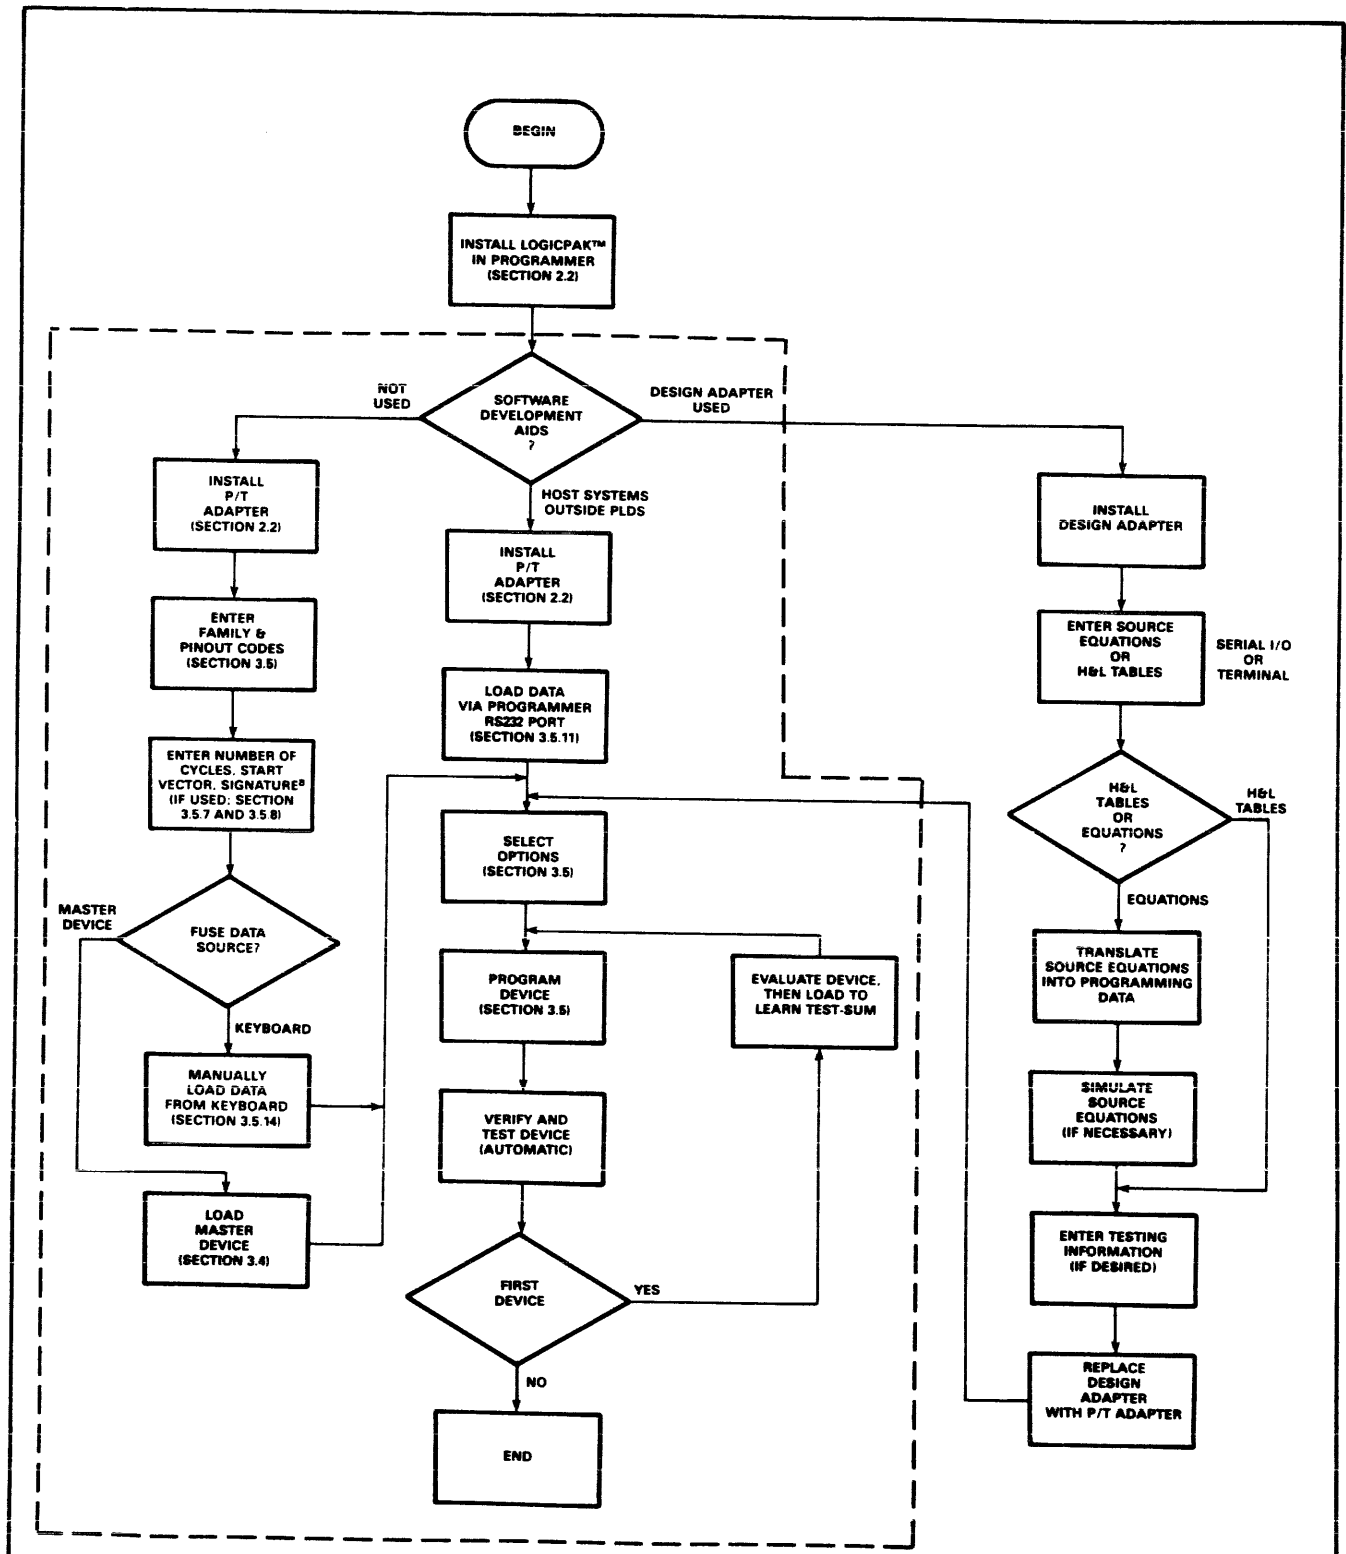 BEGIN
INSTALL LOGICPAK™
IN PROGRAMMER
(SECTION 2.2)
SOFTWARE
DEVELOPMENT
AIDS
?
NOT
USED
DESIGN ADAPTER
USED
HOST SYSTEMS
OUTSIDE PLDS
INSTALL
P/T
ADAPTER
(SECTION 2.2)
ENTER
FAMILY &
PINOUT CODES
(SECTION 3.5)
ENTER NUMBER OF
CYCLES, START
VECTOR, SIGNATURE⁸
(IF USED: SECTION
3.5.7 AND 3.5.8)
FUSE DATA
SOURCE?
MASTER
DEVICE
KEYBOARD
MANUALLY
LOAD DATA
FROM KEYBOARD
(SECTION 3.5.14)
LOAD
MASTER
DEVICE
(SECTION 3.4)
INSTALL
P/T
ADAPTER
(SECTION 2.2)
LOAD DATA
VIA PROGRAMMER
RS232 PORT
(SECTION 3.5.11)
SELECT
OPTIONS
(SECTION 3.5)
PROGRAM
DEVICE
(SECTION 3.5)
VERIFY AND
TEST DEVICE
(AUTOMATIC)
FIRST
DEVICE
YES
NO
END
EVALUATE DEVICE,
THEN LOAD TO
LEARN TEST-SUM
INSTALL
DESIGN ADAPTER
ENTER SOURCE
EQUATIONS
OR
H&L TABLES
SERIAL I/O
OR
TERMINAL
H&L
TABLES
OR
EQUATIONS
?
H&L
TABLES
EQUATIONS
TRANSLATE
SOURCE EQUATIONS
INTO PROGRAMMING
DATA
SIMULATE
SOURCE
EQUATIONS
(IF NECESSARY)
ENTER TESTING
INFORMATION
(IF DESIRED)
REPLACE
DESIGN
ADAPTER
WITH P/T ADAPTER